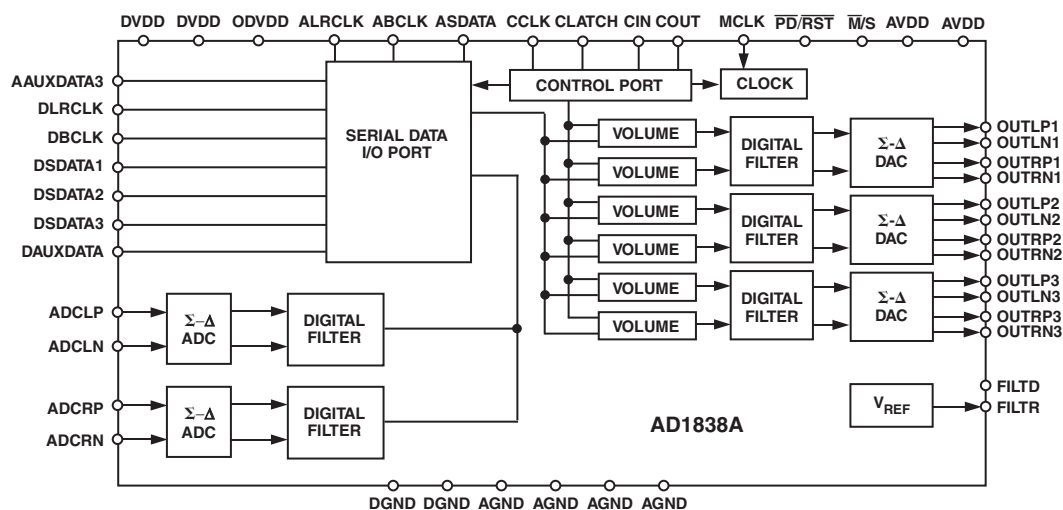 DVDD DVDD ODVDD ALRCLK ABCLK ASDATA CCLK CLATCH CIN COUT MCLK P̅D̅/R̅S̅T̅ M̅/S AVDD AVDD
AAUXDATA3
DLRCLK
DBCLK
DSDATA1
DSDATA2
DSDATA3
DAUXDATA
SERIAL DATA
I/O PORT
CONTROL PORT
CLOCK
VOLUME
VOLUME
DIGITAL
FILTER
Σ-Δ
DAC
OUTLP1
OUTLN1
OUTRP1
OUTRN1
VOLUME
VOLUME
DIGITAL
FILTER
Σ-Δ
DAC
OUTLP2
OUTLN2
OUTRP2
OUTRN2
VOLUME
VOLUME
DIGITAL
FILTER
Σ-Δ
DAC
OUTLP3
OUTLN3
OUTRP3
OUTRN3
ADCLP
ADCLN
Σ–Δ
ADC
DIGITAL
FILTER
ADCRP
ADCRN
Σ–Δ
ADC
DIGITAL
FILTER
VREF
FILTD
FILTR
AD1838A
DGND DGND AGND AGND AGND AGND